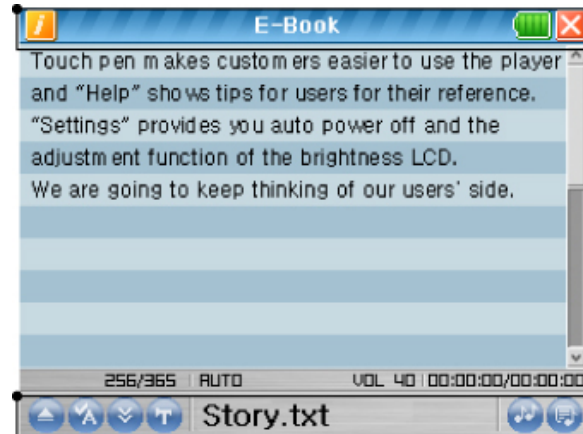 E-Book
Touch pen makes customers easier to use the player
and “Help” shows tips for users for their reference.
“Settings” provides you auto power off and the
adjustment function of the brightness LCD.
We are going to keep thinking of our users' side.
256/365 AUTO VOL 40 00:00:00/00:00:00
A T Story.txt